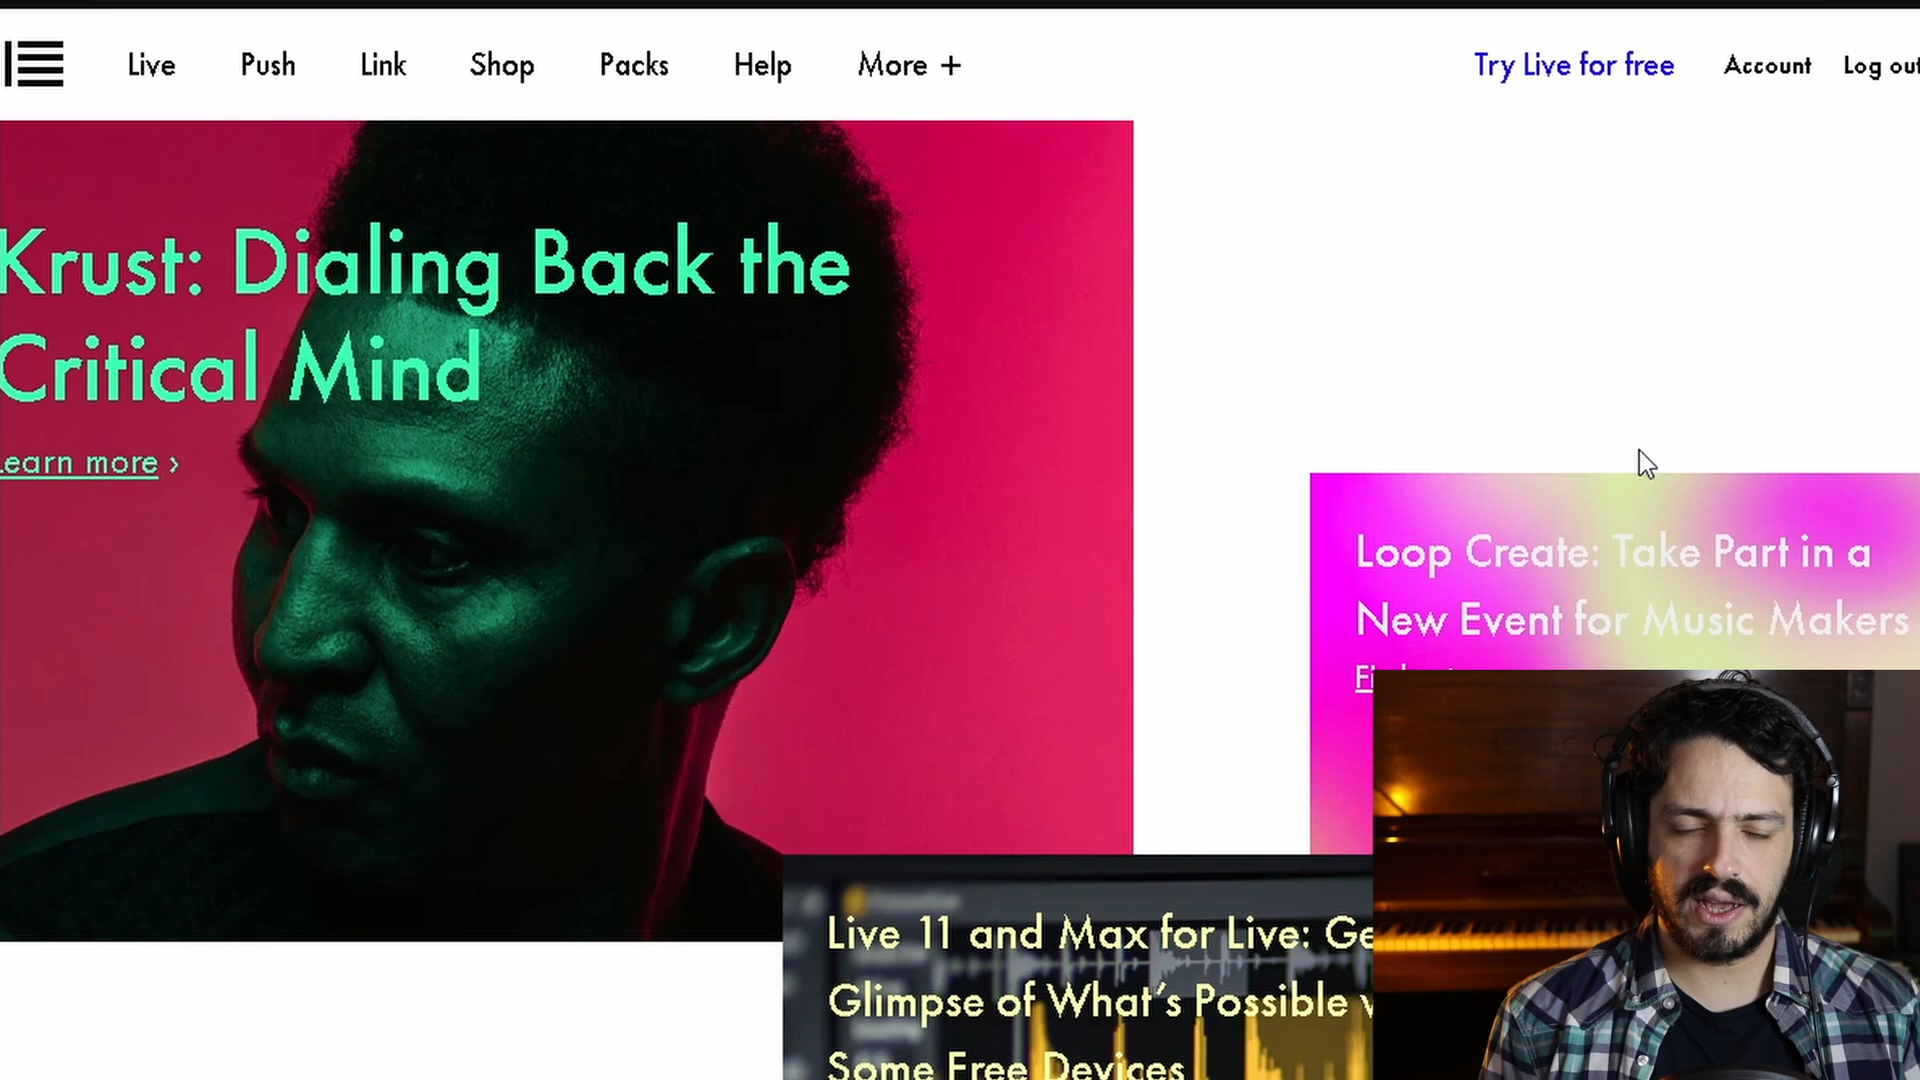 Live Push Link Shop Packs Help More + Try Live for free Account Log out
Krust: Dialing Back the
Critical Mind
Learn more ›
Loop Create: Take Part in a
New Event for Music Makers
Live 11 and Max for Live: Ge
Glimpse of What's Possible
Some Free Devices